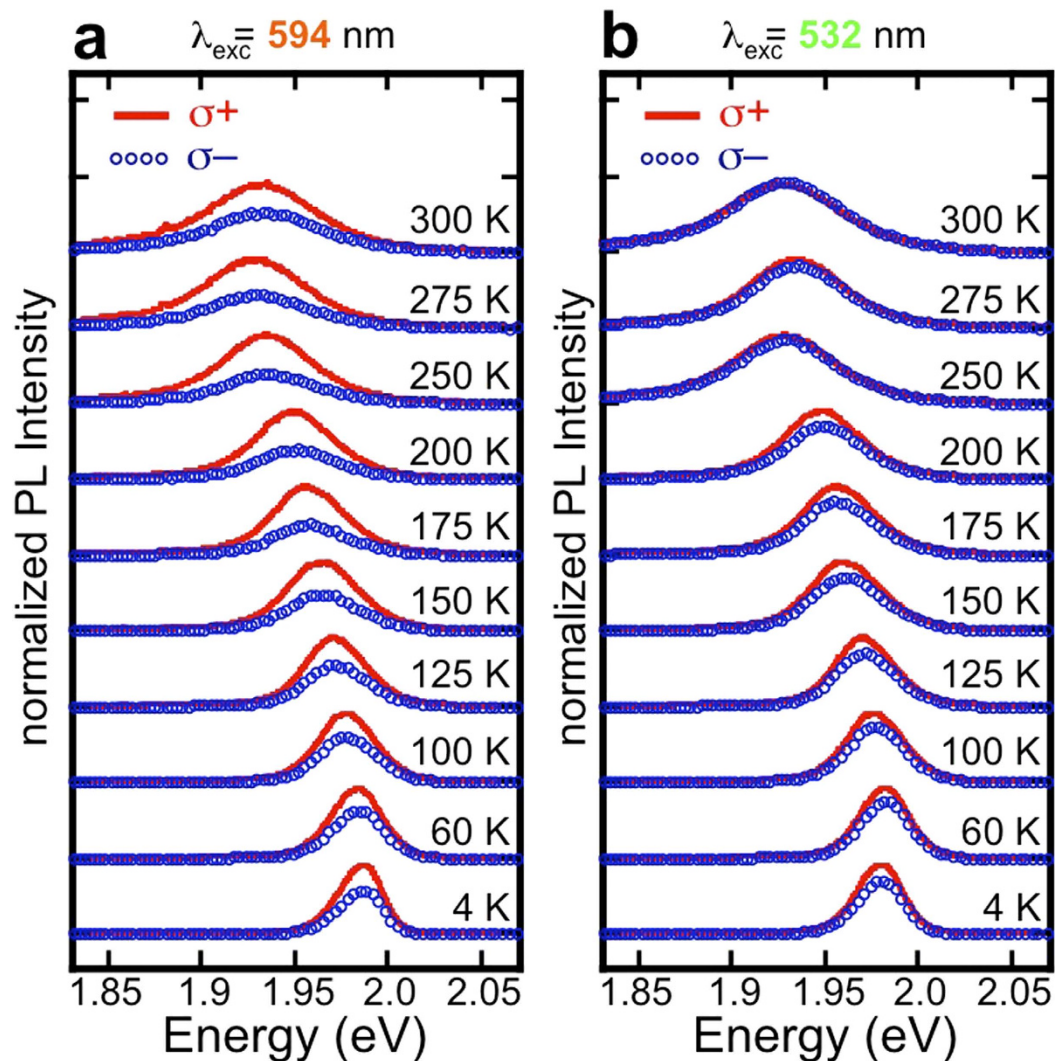 a
λexc= 594 nm
σ+
σ−
300 K
275 K
250 K
200 K
175 K
150 K
125 K
100 K
60 K
4 K
normalized PL Intensity
1.85 1.9 1.95 2.0 2.05
Energy (eV)
b
λexc= 532 nm
σ+
σ−
300 K
275 K
250 K
200 K
175 K
150 K
125 K
100 K
60 K
4 K
normalized PL Intensity
1.85 1.9 1.95 2.0 2.05
Energy (eV)